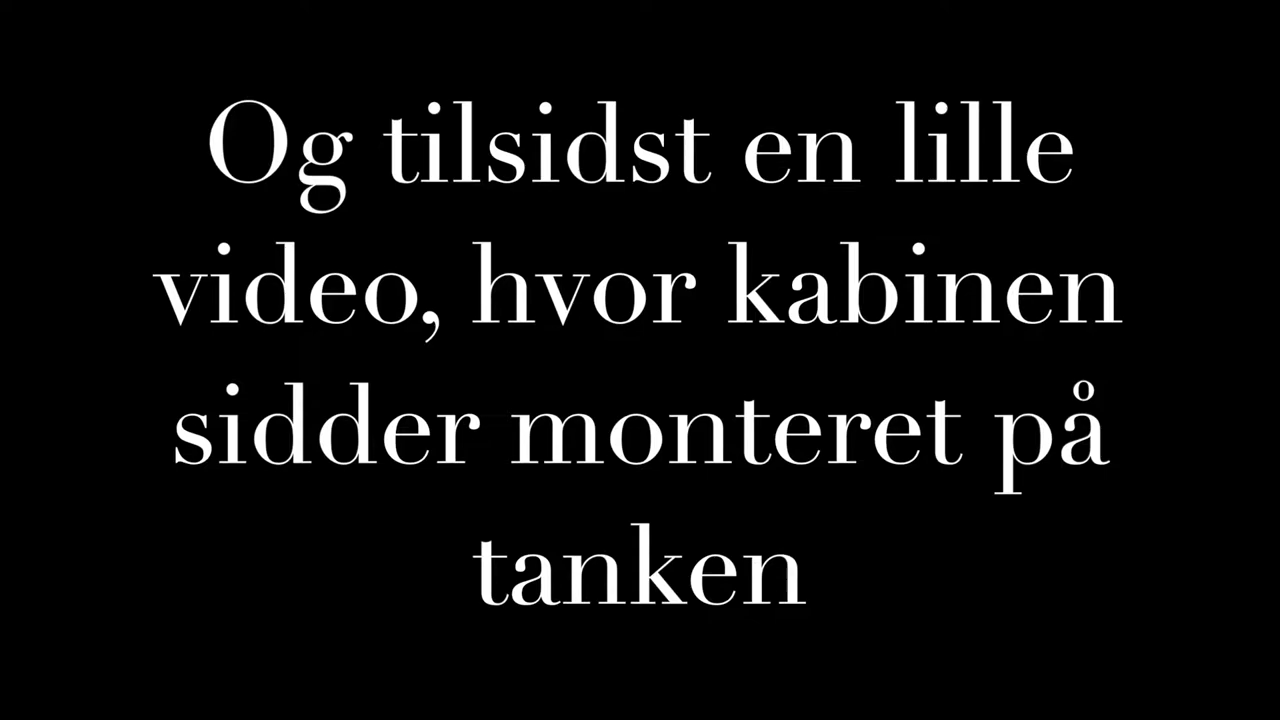 Og tilsidst en lille
video, hvor kabinen
sidder monteret på
tanken